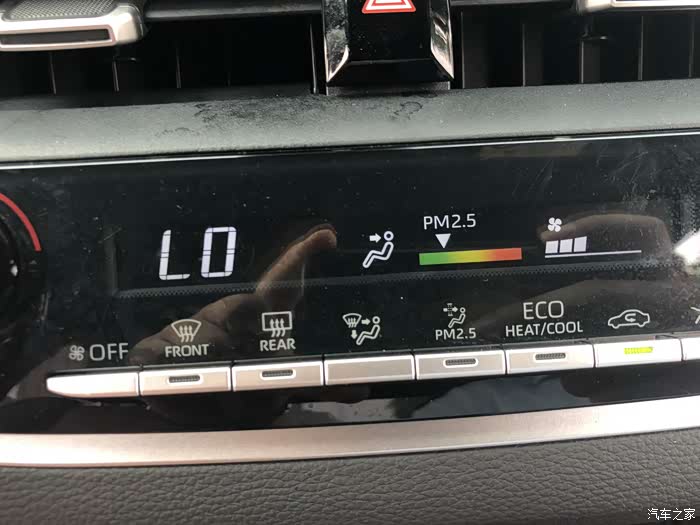 LO
PM2.5
OFF
FRONT
REAR
PM2.5
ECO
HEAT/COOL
汽车之家